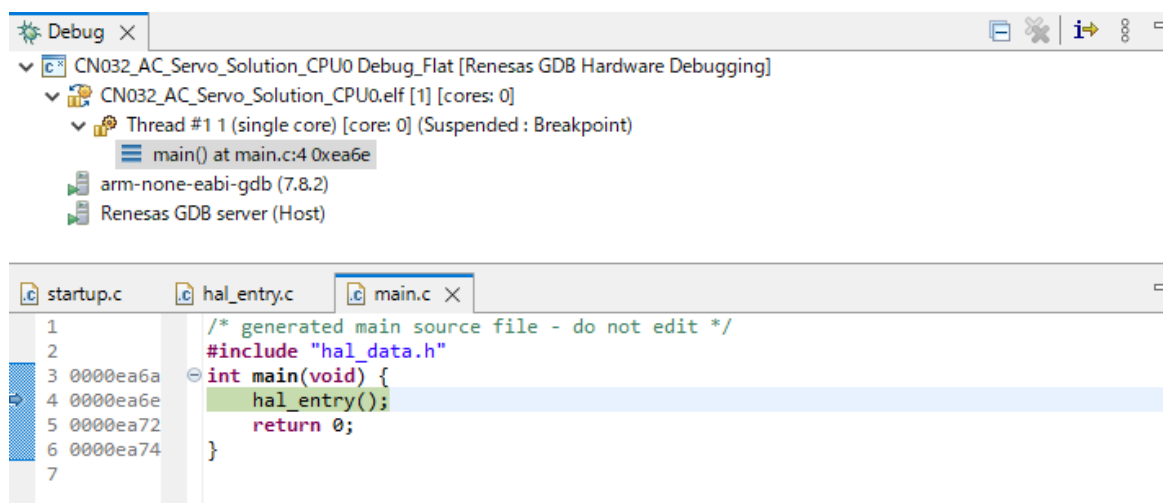 Debug
CN032_AC_Servo_Solution_CPU0 Debug_Flat [Renesas GDB Hardware Debugging]
CN032_AC_Servo_Solution_CPU0.elf [1] [cores: 0]
Thread #1 1 (single core) [core: 0] (Suspended : Breakpoint)
main() at main.c:4 0xea6e
arm-none-eabi-gdb (7.8.2)
Renesas GDB server (Host)
startup.c hal_entry.c main.c
1 /* generated main source file - do not edit */
2 #include "hal_data.h"
3 0000ea6a int main(void) {
4 0000ea6e hal_entry();
5 0000ea72 return 0;
6 0000ea74 }
7